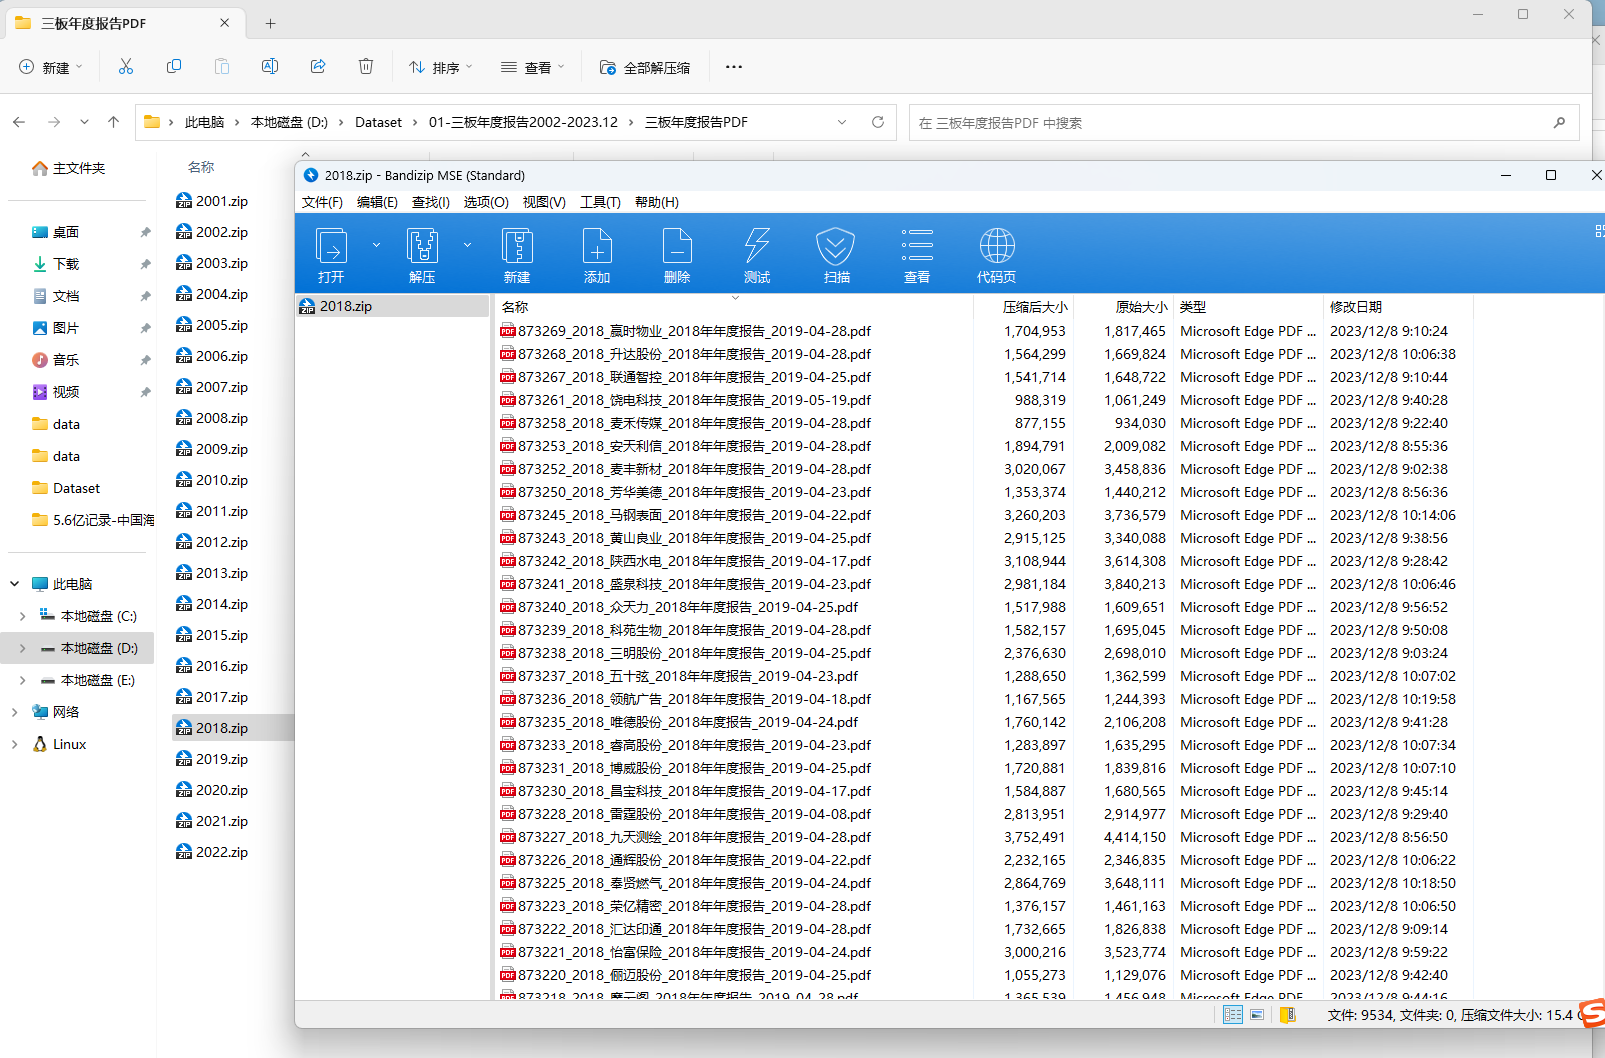 三板年度报告PDF
新建
排序
查看
全部解压缩
此电脑 本地磁盘 (D:) Dataset 01-三板年度报告2002-2023.12 三板年度报告PDF
在 三板年度报告PDF 中搜索
主文件夹
桌面
下载
文档
图片
音乐
视频
data
data
Dataset
5.6亿记录-中国海
此电脑
本地磁盘 (C:)
本地磁盘 (D:)
本地磁盘 (E:)
网络
Linux
名称
2001.zip
2002.zip
2003.zip
2004.zip
2005.zip
2006.zip
2007.zip
2008.zip
2009.zip
2010.zip
2011.zip
2012.zip
2013.zip
2014.zip
2015.zip
2016.zip
2017.zip
2018.zip
2019.zip
2020.zip
2021.zip
2022.zip
2018.zip - Bandizip MSE (Standard)
文件(F) 编辑(E) 查找(I) 选项(O) 视图(V) 工具(T) 帮助(H)
打开 解压 新建 添加 删除 测试 扫描 查看 代码页
2018.zip
名称 压缩后大小 原始大小 类型 修改日期
873269_2018_赢时物业_2018年年度报告_2019-04-28.pdf 1,704,953 1,817,465 Microsoft Edge PDF ... 2023/12/8 9:10:24
873268_2018_升达股份_2018年年度报告_2019-04-28.pdf 1,564,299 1,669,824 Microsoft Edge PDF ... 2023/12/8 10:06:38
873267_2018_联通智控_2018年年度报告_2019-04-25.pdf 1,541,714 1,648,722 Microsoft Edge PDF ... 2023/12/8 9:10:44
873261_2018_饶电科技_2018年年度报告_2019-05-19.pdf 988,319 1,061,249 Microsoft Edge PDF ... 2023/12/8 9:40:28
873258_2018_麦禾传媒_2018年年度报告_2019-04-28.pdf 877,155 934,030 Microsoft Edge PDF ... 2023/12/8 9:22:40
873253_2018_安天利信_2018年年度报告_2019-04-28.pdf 1,894,791 2,009,082 Microsoft Edge PDF ... 2023/12/8 8:55:36
873252_2018_麦丰新材_2018年年度报告_2019-04-28.pdf 3,020,067 3,458,836 Microsoft Edge PDF ... 2023/12/8 9:02:38
873250_2018_芳华美德_2018年年度报告_2019-04-23.pdf 1,353,374 1,440,212 Microsoft Edge PDF ... 2023/12/8 8:56:36
873245_2018_马钢表面_2018年年度报告_2019-04-22.pdf 3,260,203 3,736,579 Microsoft Edge PDF ... 2023/12/8 10:14:06
873243_2018_黄山良业_2018年年度报告_2019-04-25.pdf 2,915,125 3,340,088 Microsoft Edge PDF ... 2023/12/8 9:38:56
873242_2018_陕西水电_2018年年度报告_2019-04-17.pdf 3,108,944 3,614,308 Microsoft Edge PDF ... 2023/12/8 9:28:42
873241_2018_盛泉科技_2018年年度报告_2019-04-23.pdf 2,981,184 3,840,213 Microsoft Edge PDF ... 2023/12/8 10:06:46
873240_2018_众天力_2018年年度报告_2019-04-25.pdf 1,517,988 1,609,651 Microsoft Edge PDF ... 2023/12/8 9:56:52
873239_2018_科苑生物_2018年年度报告_2019-04-28.pdf 1,582,157 1,695,045 Microsoft Edge PDF ... 2023/12/8 9:50:08
873238_2018_三明股份_2018年年度报告_2019-04-25.pdf 2,376,630 2,698,010 Microsoft Edge PDF ... 2023/12/8 9:03:24
873237_2018_五十弦_2018年年度报告_2019-04-23.pdf 1,288,650 1,362,599 Microsoft Edge PDF ... 2023/12/8 10:07:02
873236_2018_领航广告_2018年年度报告_2019-04-18.pdf 1,167,565 1,244,393 Microsoft Edge PDF ... 2023/12/8 10:19:58
873235_2018_唯德股份_2018年度报告_2019-04-24.pdf 1,760,142 2,106,208 Microsoft Edge PDF ... 2023/12/8 9:41:28
873233_2018_睿高股份_2018年年度报告_2019-04-23.pdf 1,283,897 1,635,295 Microsoft Edge PDF ... 2023/12/8 10:07:34
873231_2018_博威股份_2018年年度报告_2019-04-25.pdf 1,720,881 1,839,816 Microsoft Edge PDF ... 2023/12/8 10:07:10
873230_2018_昌宝科技_2018年年度报告_2019-04-17.pdf 1,584,887 1,680,565 Microsoft Edge PDF ... 2023/12/8 9:45:14
873228_2018_雷霆股份_2018年年度报告_2019-04-08.pdf 2,813,951 2,914,977 Microsoft Edge PDF ... 2023/12/8 9:29:40
873227_2018_九天测绘_2018年年度报告_2019-04-28.pdf 3,752,491 4,414,150 Microsoft Edge PDF ... 2023/12/8 8:56:50
873226_2018_通辉股份_2018年年度报告_2019-04-22.pdf 2,232,165 2,346,835 Microsoft Edge PDF ... 2023/12/8 10:06:22
873225_2018_奉贤燃气_2018年年度报告_2019-04-24.pdf 2,864,769 3,648,111 Microsoft Edge PDF ... 2023/12/8 10:18:50
873223_2018_荣亿精密_2018年年度报告_2019-04-28.pdf 1,376,157 1,461,163 Microsoft Edge PDF ... 2023/12/8 10:06:50
873222_2018_汇达印通_2018年年度报告_2019-04-28.pdf 1,732,665 1,826,838 Microsoft Edge PDF ... 2023/12/8 9:09:14
873221_2018_怡富保险_2018年年度报告_2019-04-24.pdf 3,000,216 3,523,774 Microsoft Edge PDF ... 2023/12/8 9:59:22
873220_2018_俪迈股份_2018年年度报告_2019-04-25.pdf 1,055,273 1,129,076 Microsoft Edge PDF ... 2023/12/8 9:42:40
873218_2018_摩云阁_2018年年度报告_2019-04-28.pdf 1,365,539 1,456,948 Microsoft Edge PDF ... 2023/12/8 9:44:16
文件: 9534, 文件夹: 0, 压缩文件大小: 15.4